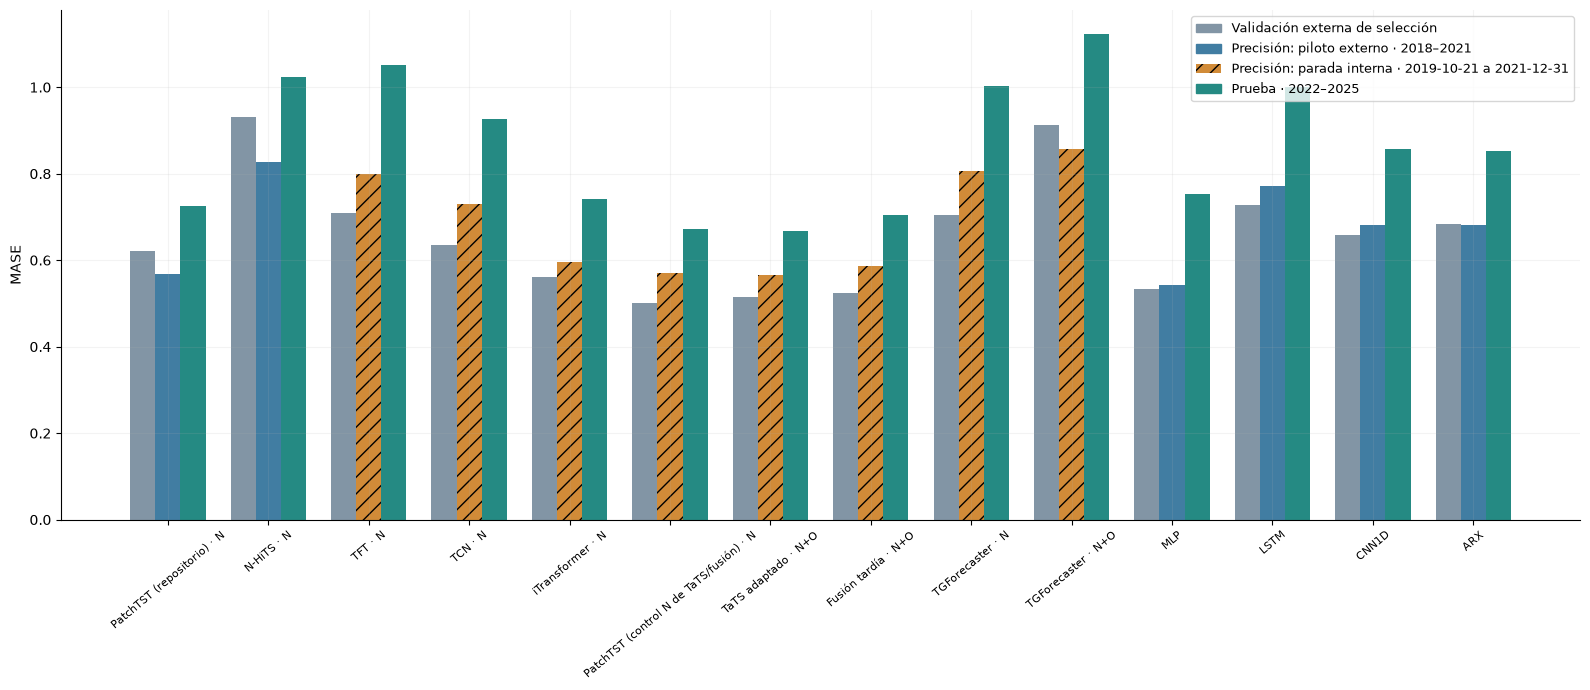 Validación externa de selección
Precisión: piloto externo · 2018–2021
Precisión: parada interna · 2019-10-21 a 2021-12-31
Prueba · 2022–2025
MASE
1.0
0.8
0.6
0.4
0.2
0.0
PatchTST (repositorio) · N
N-HiTS · N
TFT · N
TCN · N
iTransformer · N
PatchTST (control N de TaTS/fusión) · N
TaTS adaptado · N+O
Fusión tardía · N+O
TGForecaster · N
TGForecaster · N+O
MLP
LSTM
CNN1D
ARX